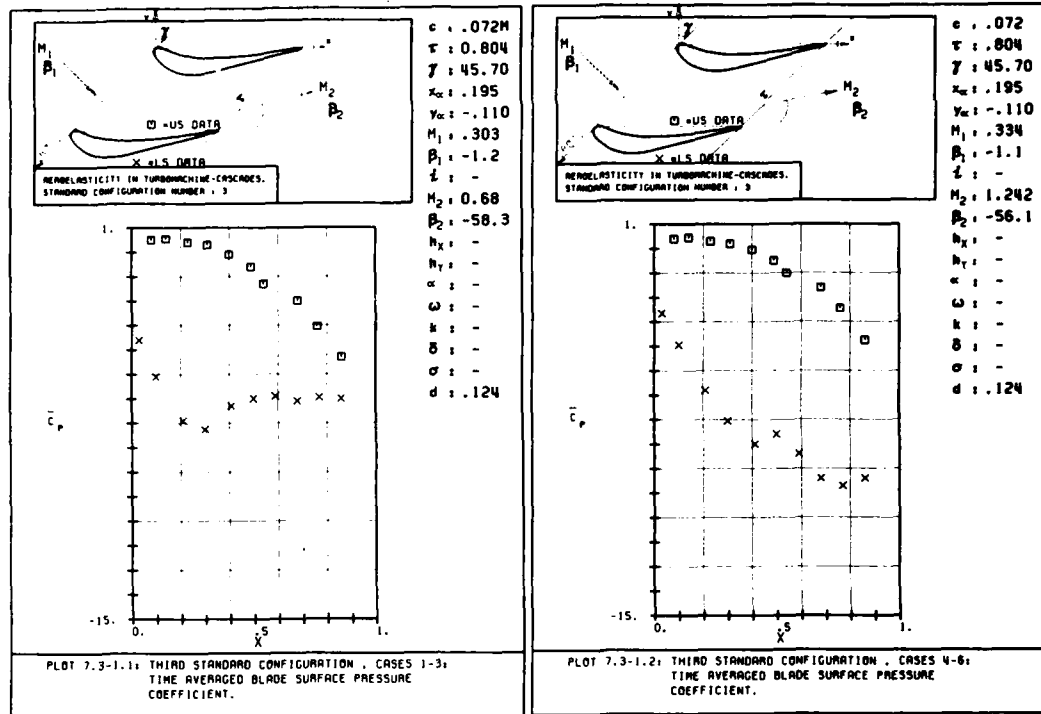 γ
M₁
β₁
M₂
β₂
□ =US DATA
× =LS DATA
AEROELASTICITY IN TURBOMACHINE-CASCADES.
STANDARD CONFIGURATION NUMBER : 3
c : .072M
τ : 0.804
γ : 45.70
xα : .195
yα : -.110
M₁ : .303
β₁ : -1.2
i : -
M₂ : 0.68
β₂ : -58.3
hx : -
hy : -
α : -
ω : -
k : -
δ : -
σ : -
d : .124
1.
C̄p
-15.
0. .5 1.
X
PLOT 7.3-1.1: THIRD STANDARD CONFIGURATION . CASES 1-3:
TIME AVERAGED BLADE SURFACE PRESSURE
COEFFICIENT.
γ
M₁
β₁
M₂
β₂
□ =US DATA
× =LS DATA
AEROELASTICITY IN TURBOMACHINE-CASCADES.
STANDARD CONFIGURATION NUMBER : 3
c : .072
τ : .804
γ : 45.70
xα : .195
yα : -.110
M₁ : .334
β₁ : -1.1
i : -
M₂ : 1.242
β₂ : -56.1
hx : -
hy : -
α : -
ω : -
k : -
δ : -
σ : -
d : .124
1.
C̄p
-15.
0. .5 1.
X
PLOT 7.3-1.2: THIRD STANDARD CONFIGURATION . CASES 4-6:
TIME AVERAGED BLADE SURFACE PRESSURE
COEFFICIENT.